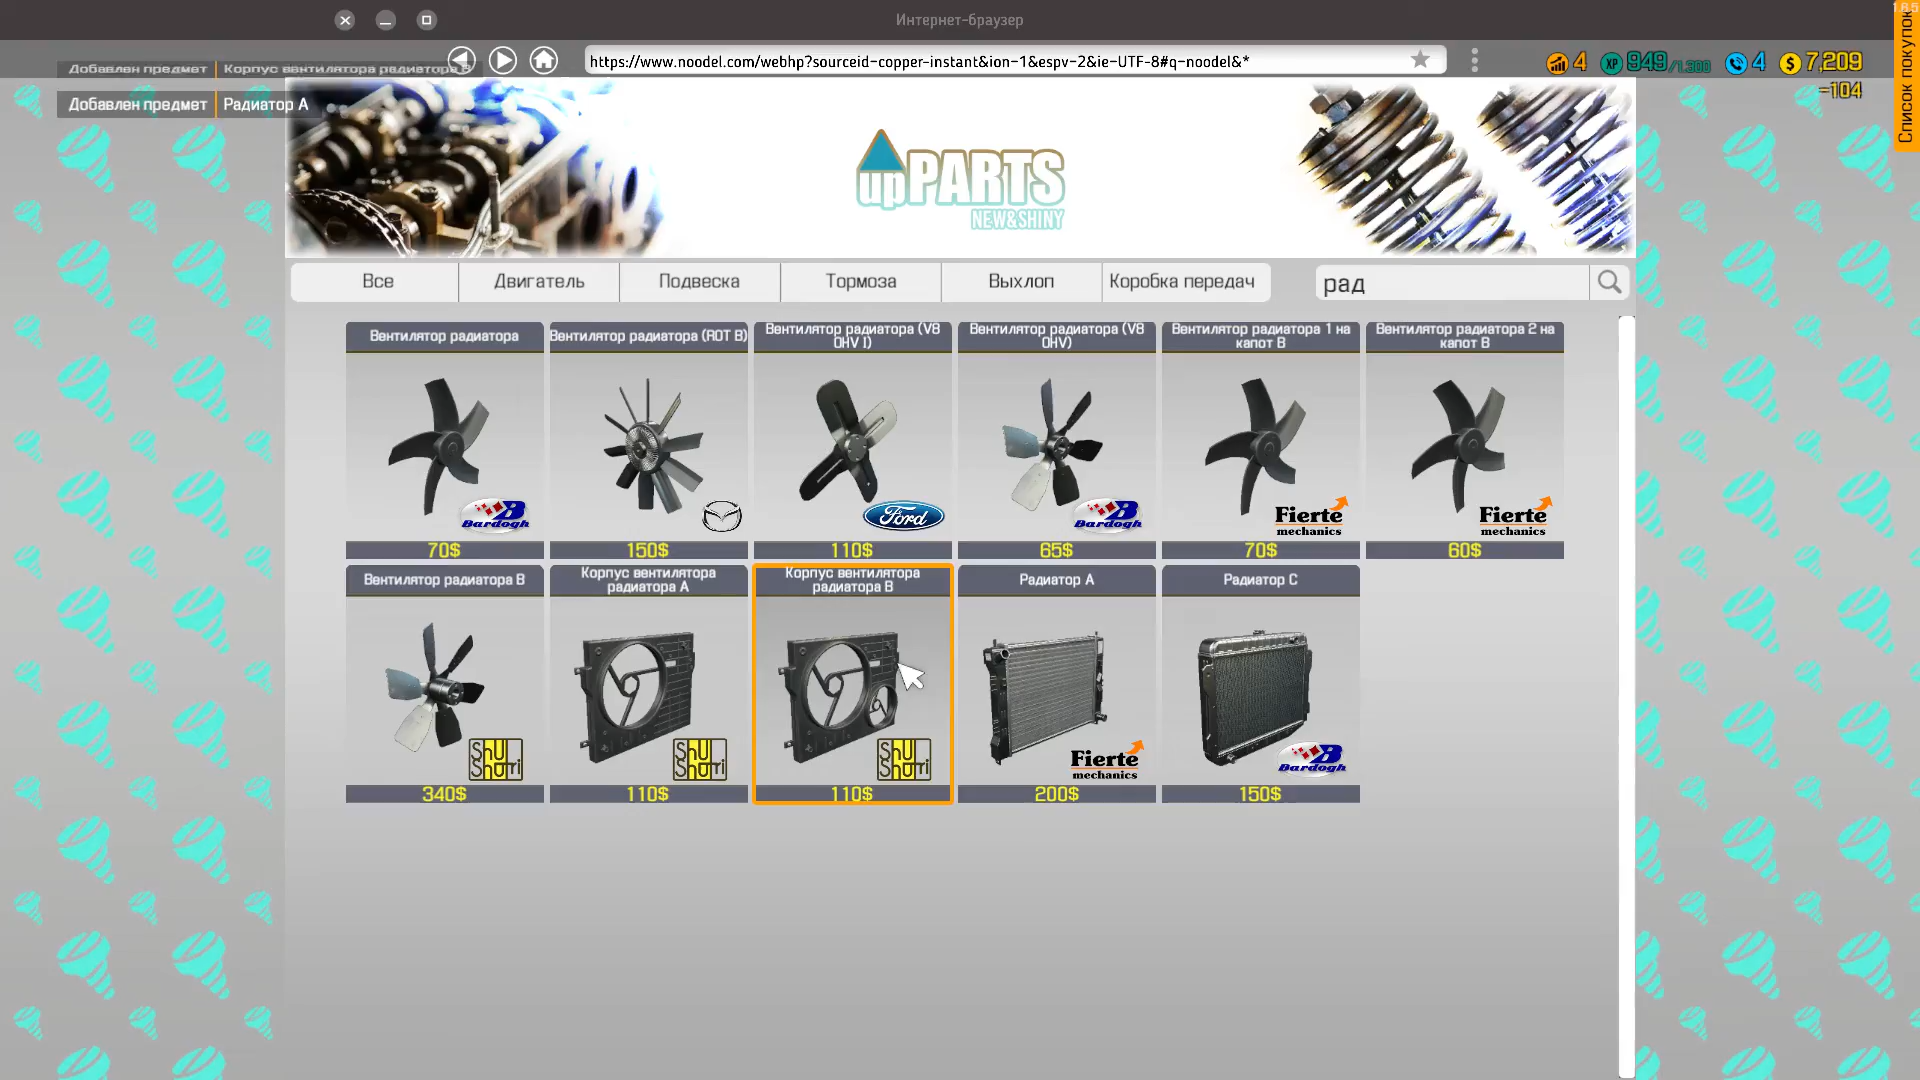 Интернет-браузер
https://www.noodel.com/webhp?sourceid-copper-instant&ion-1&espv-2&ie-UTF-8#q-noodel&*
4
XP 949/1,300
4
$ 7,209
-104
Список покупок
Добавлен предмет Корпус вентилятора радиатора B
Добавлен предмет Радиатор A
upPARTS
NEW&SHINY
Все Двигатель Подвеска Тормоза Выхлоп Коробка передач
рад
Вентилятор радиатора
Bardogh
70$
Вентилятор радиатора (ROT B)
150$
Вентилятор радиатора (V8
OHV I)
Ford
110$
Вентилятор радиатора (V8
OHV)
Bardogh
65$
Вентилятор радиатора 1 на
капот B
Fierte
mechanics
70$
Вентилятор радиатора 2 на
капот B
Fierte
mechanics
60$
Вентилятор радиатора B
340$
Корпус вентилятора
радиатора A
110$
Корпус вентилятора
радиатора B
110$
Радиатор A
Fierte
mechanics
200$
Радиатор C
Bardogh
150$